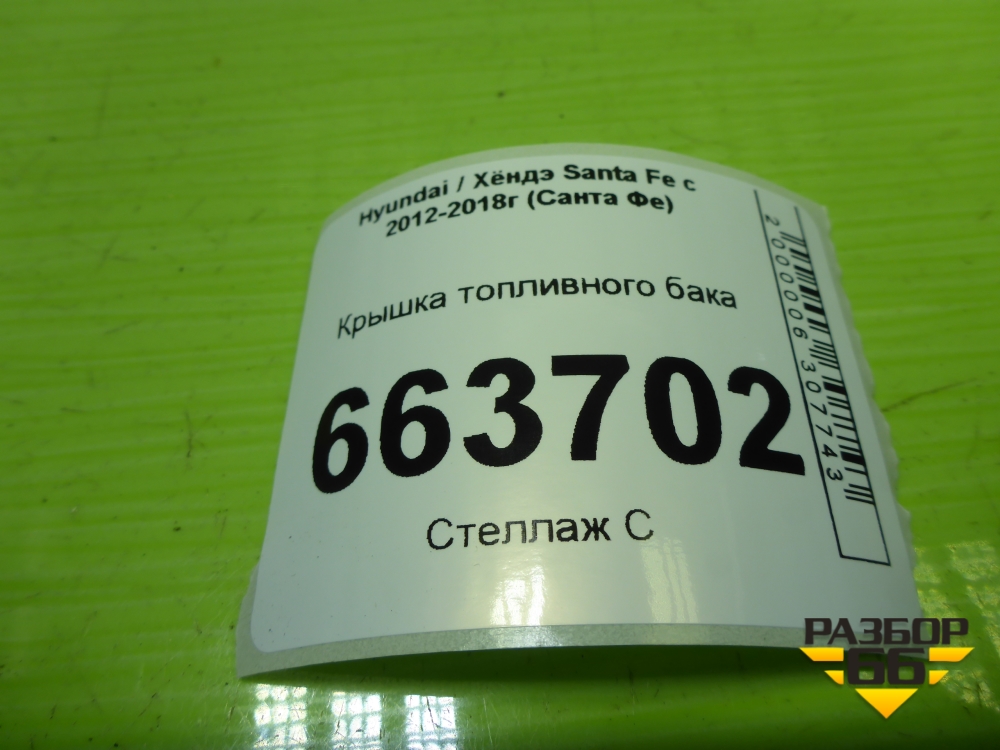 Hyundai / Хёндэ Santa Fe с
2012-2018г (Санта Фе)
Крышка топливного бака
663702
Стеллаж С
2000006307743
РАЗБОР
66